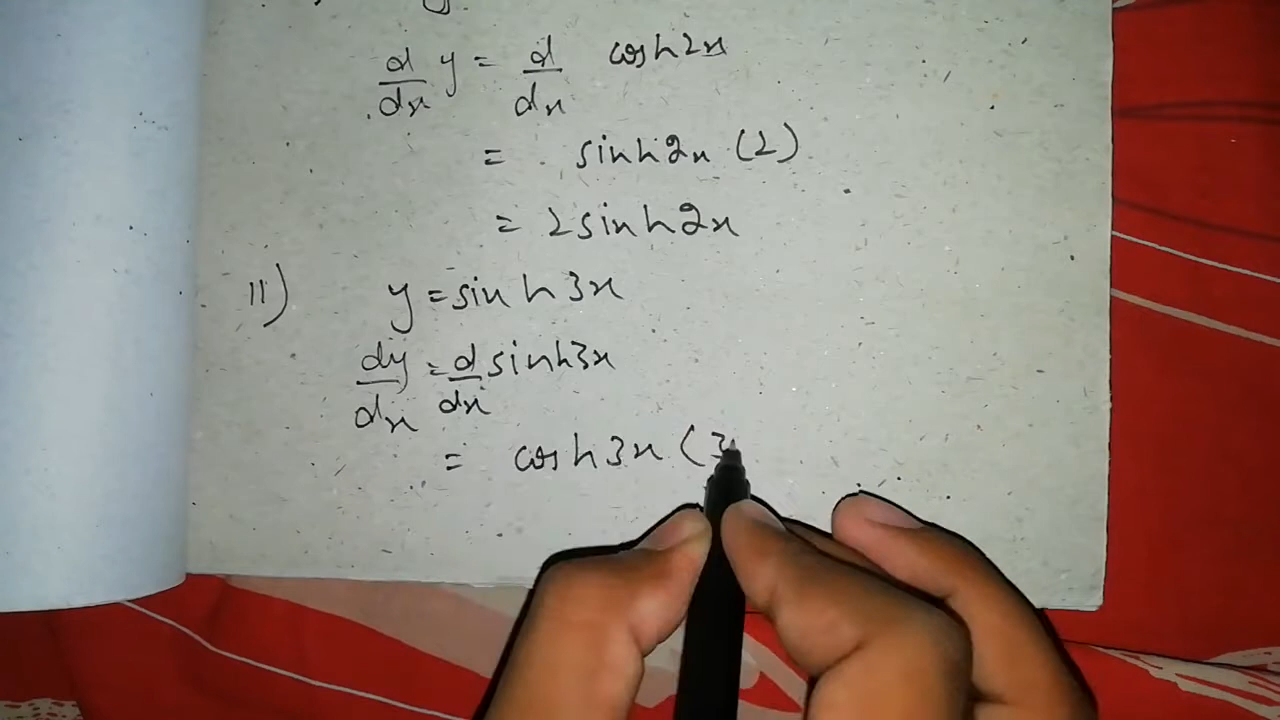 d/dx y = d/dx cosh2x
= sinh2x (2)
= 2sinh2x
11) y = sinh3x
dy/dx = d/dx sinh3x
= cosh3x (3